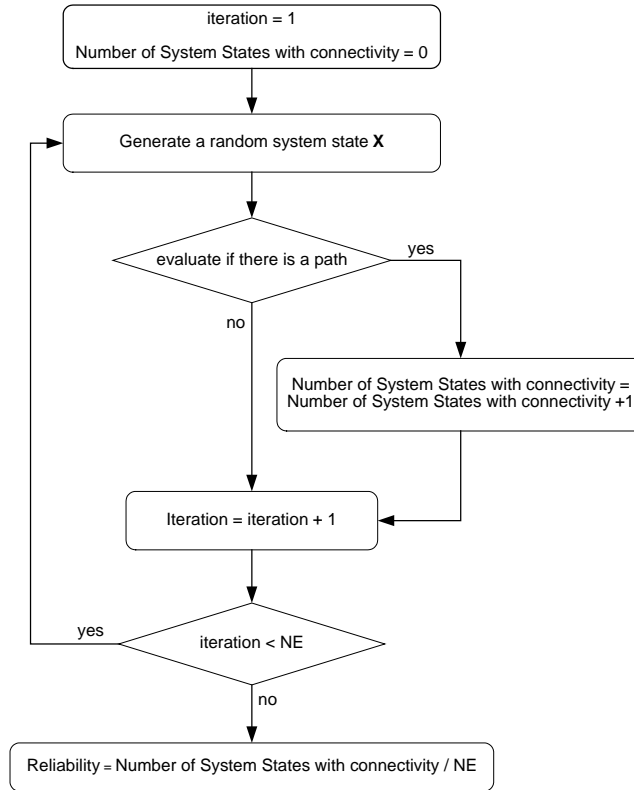 iteration = 1
Number of System States with connectivity = 0
Generate a random system state X
evaluate if there is a path
yes
no
Number of System States with connectivity =
Number of System States with connectivity +1
Iteration = iteration + 1
yes
iteration < NE
no
Reliability = Number of System States with connectivity / NE